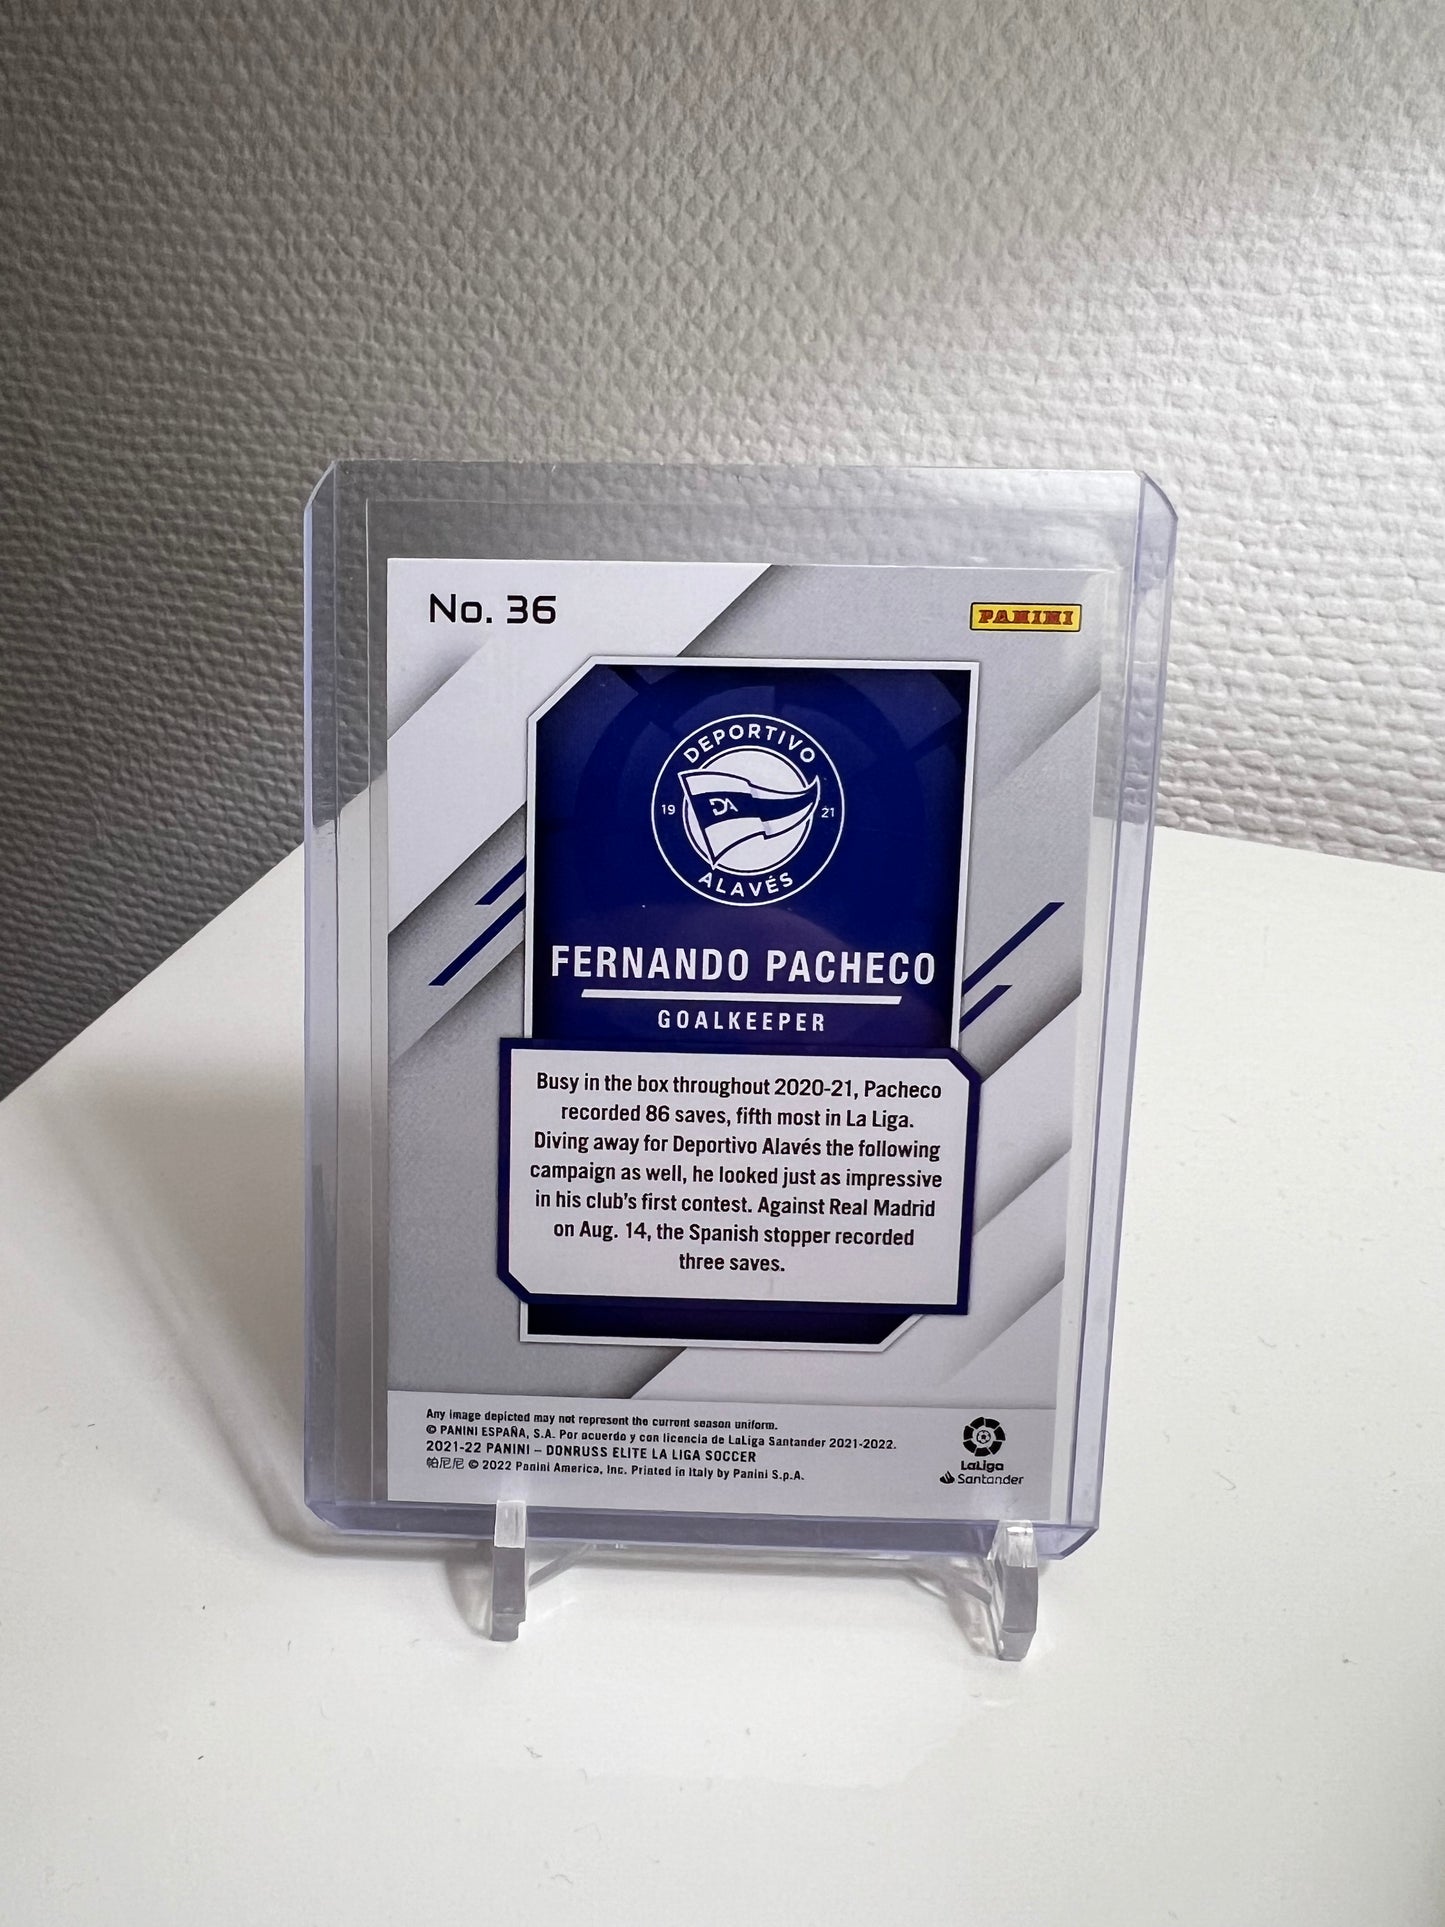 No. 36
PANINI
DEPORTIVO
19 DA 21
ALAVÉS
FERNANDO PACHECO
GOALKEEPER
Busy in the box throughout 2020-21, Pacheco
recorded 86 saves, fifth most in La Liga.
Diving away for Deportivo Alavés the following
campaign as well, he looked just as impressive
in his club's first contest. Against Real Madrid
on Aug. 14, the Spanish stopper recorded
three saves.
Any image depicted may not represent the current season uniform.
© PANINI ESPAÑA, S.A. Por acuerdo y con licencia de LaLiga Santander 2021-2022.
2021-22 PANINI – DONRUSS ELITE LA LIGA SOCCER
帕尼尼 © 2022 Panini America, Inc. Printed in Italy by Panini S.p.A.
LaLiga
Santander